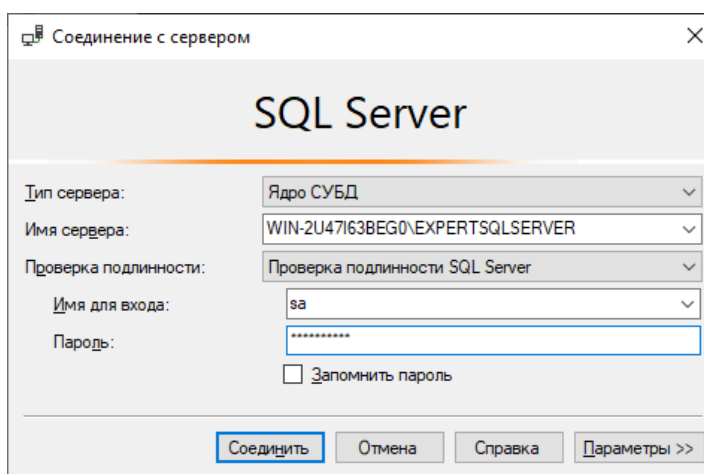 Соединение с сервером
SQL Server
Тип сервера: Ядро СУБД
Имя сервера: WIN-2U47I63BEG0\EXPERTSQLSERVER
Проверка подлинности: Проверка подлинности SQL Server
Имя для входа: sa
Пароль: **********
Запомнить пароль
Соединить Отмена Справка Параметры >>